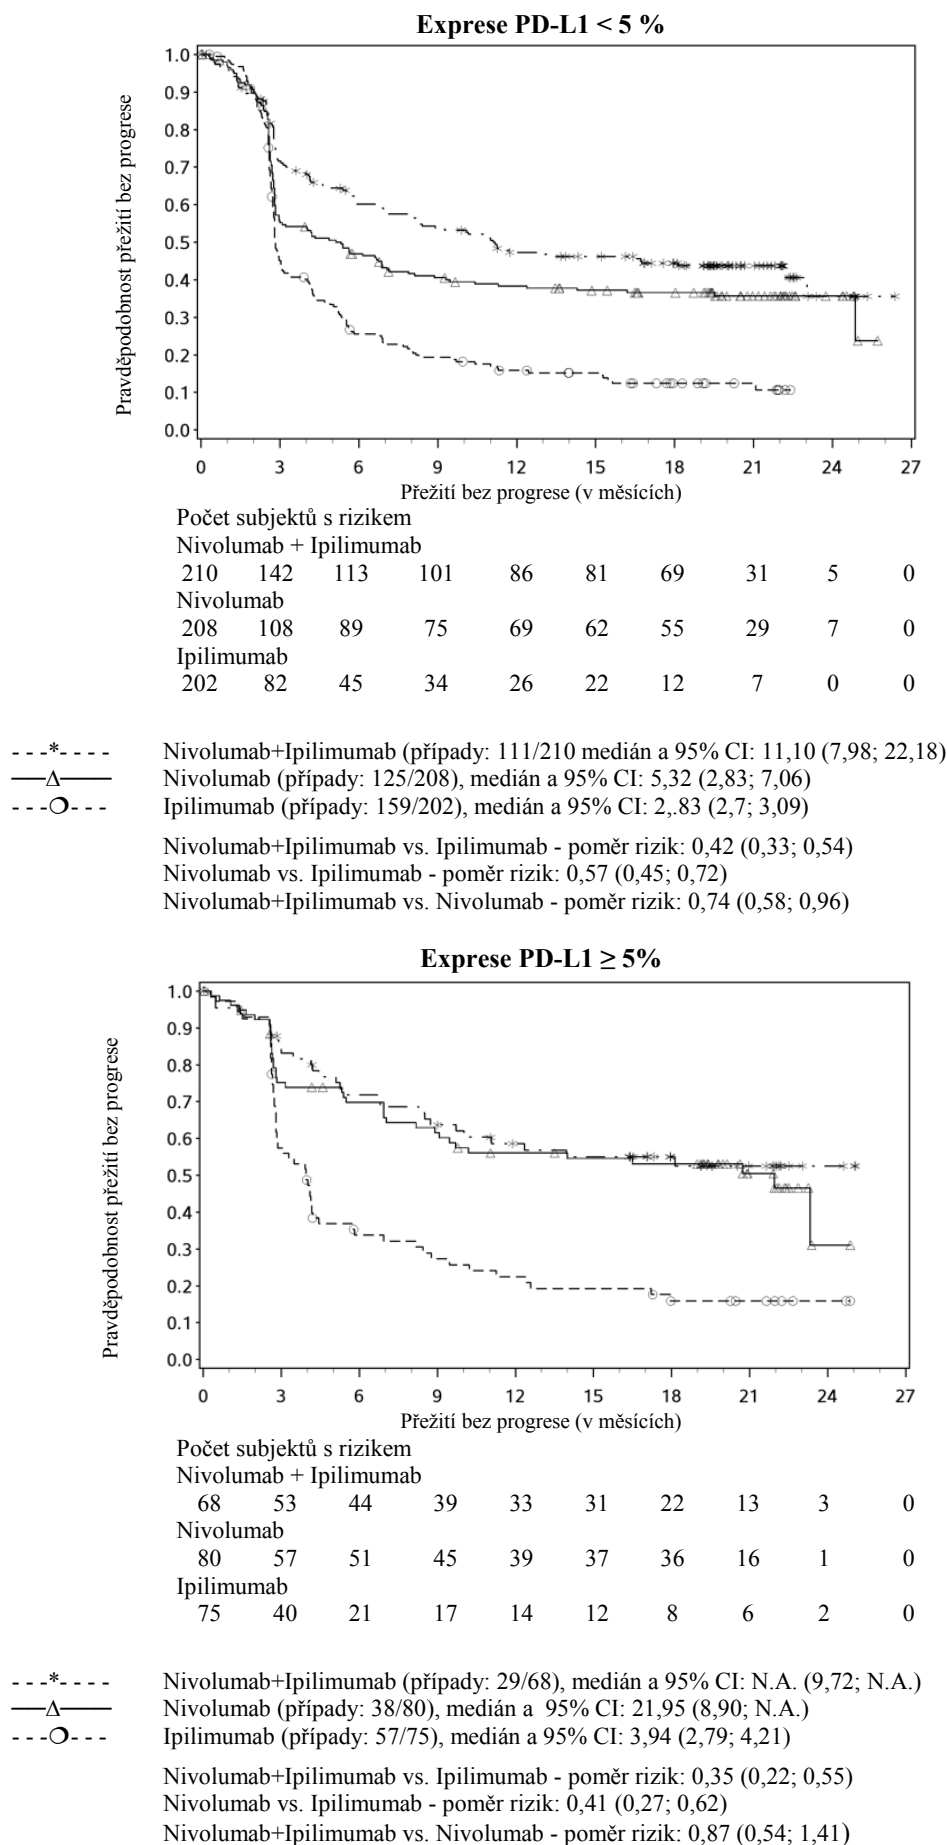 Exprese PD-L1 < 5 %
Pravděpodobnost přežití bez progrese
1.0
0.9
0.8
0.7
0.6
0.5
0.4
0.3
0.2
0.1
0.0
0 3 6 9 12 15 18 21 24 27
Přežití bez progrese (v měsících)
Počet subjektů s rizikem
Nivolumab + Ipilimumab
210 142 113 101 86 81 69 31 5 0
Nivolumab
208 108 89 75 69 62 55 29 7 0
Ipilimumab
202 82 45 34 26 22 12 7 0 0
- - -*- - - - Nivolumab+Ipilimumab (případy: 111/210 medián a 95% CI: 11,10 (7,98; 22,18)
——Δ—— Nivolumab (případy: 125/208), medián a 95% CI: 5,32 (2,83; 7,06)
- - -❍- - - Ipilimumab (případy: 159/202), medián a 95% CI: 2,.83 (2,7; 3,09)
Nivolumab+Ipilimumab vs. Ipilimumab - poměr rizik: 0,42 (0,33; 0,54)
Nivolumab vs. Ipilimumab - poměr rizik: 0,57 (0,45; 0,72)
Nivolumab+Ipilimumab vs. Nivolumab - poměr rizik: 0,74 (0,58; 0,96)
Exprese PD-L1 ≥ 5%
Pravděpodobnost přežití bez progrese
1.0
0.9
0.8
0.7
0.6
0.5
0.4
0.3
0.2
0.1
0.0
0 3 6 9 12 15 18 21 24 27
Přežití bez progrese (v měsících)
Počet subjektů s rizikem
Nivolumab + Ipilimumab
68 53 44 39 33 31 22 13 3 0
Nivolumab
80 57 51 45 39 37 36 16 1 0
Ipilimumab
75 40 21 17 14 12 8 6 2 0
- - -*- - - - Nivolumab+Ipilimumab (případy: 29/68), medián a 95% CI: N.A. (9,72; N.A.)
——Δ—— Nivolumab (případy: 38/80), medián a 95% CI: 21,95 (8,90; N.A.)
- - -❍- - - Ipilimumab (případy: 57/75), medián a 95% CI: 3,94 (2,79; 4,21)
Nivolumab+Ipilimumab vs. Ipilimumab - poměr rizik: 0,35 (0,22; 0,55)
Nivolumab vs. Ipilimumab - poměr rizik: 0,41 (0,27; 0,62)
Nivolumab+Ipilimumab vs. Nivolumab - poměr rizik: 0,87 (0,54; 1,41)